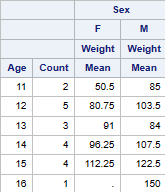 Sex
F M
Weight Weight
Age Count Mean Mean
11 2 50.5 85
12 5 80.75 103.5
13 3 91 84
14 4 96.25 107.5
15 4 112.25 122.5
16 1 . 150